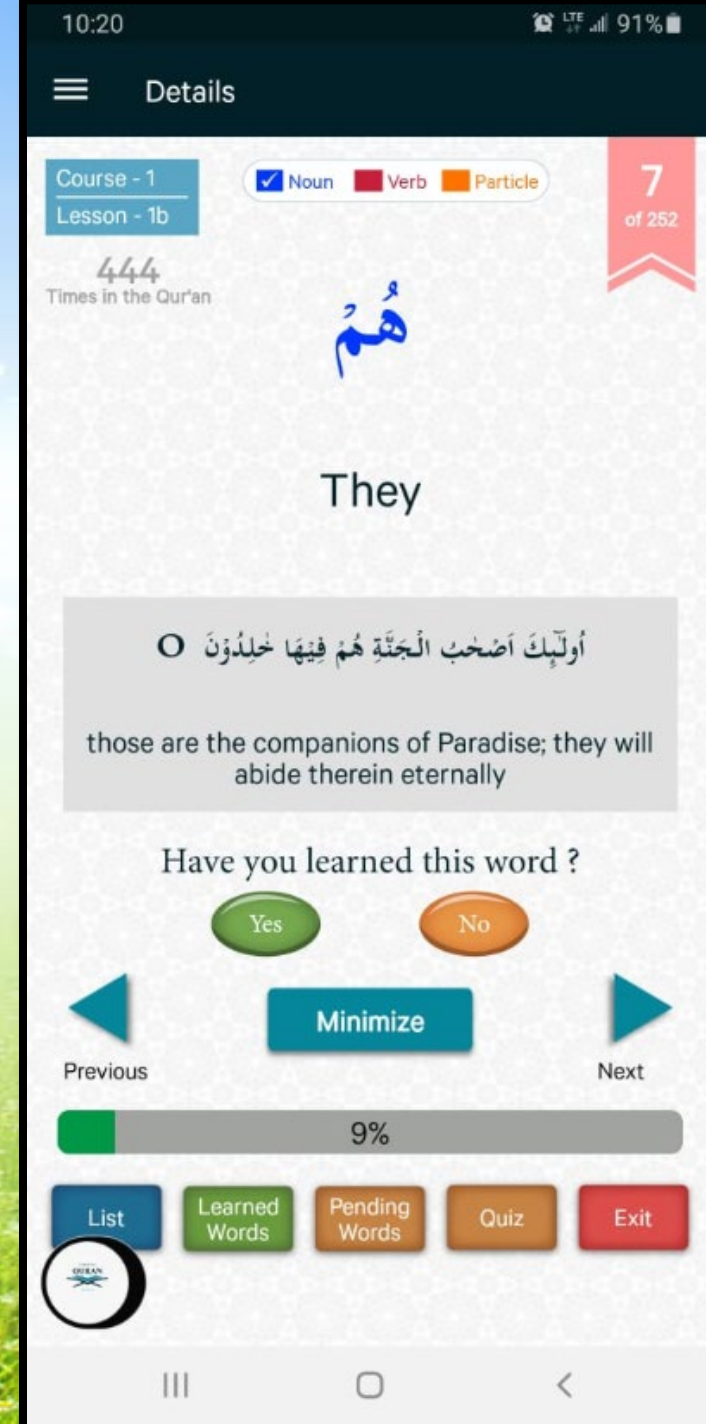 10:20 LTE 91%
Details
Course - 1
Lesson - 1b
Noun Verb Particle
7
of 252
444
Times in the Qur'an
هُمْ
They
اُولٰٓئِكَ اَصْحٰبُ الْجَنَّةِ هُمْ فِيْهَا خٰلِدُوْنَ O
those are the companions of Paradise; they will
abide therein eternally
Have you learned this word ?
Yes No
Minimize
Previous Next
9%
List Learned Words Pending Words Quiz Exit
QURAN